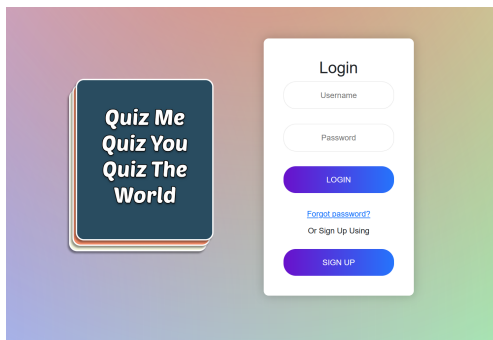 Quiz Me
Quiz You
Quiz The
World
Login
Username
Password
LOGIN
Forgot password?
Or Sign Up Using
SIGN UP